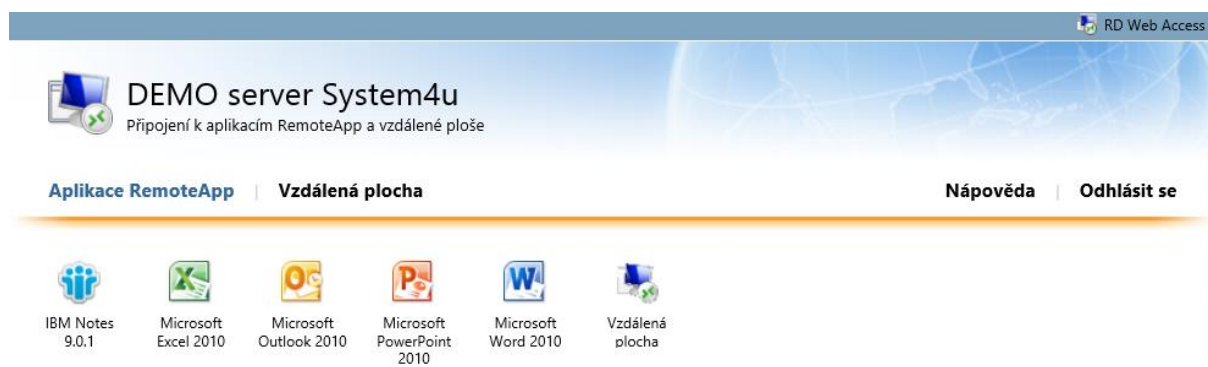 RD Web Access
DEMO server System4u
Připojení k aplikacím RemoteApp a vzdálené ploše
Aplikace RemoteApp | Vzdálená plocha Nápověda | Odhlásit se
IBM Notes Microsoft Microsoft Microsoft Microsoft Vzdálená
9.0.1 Excel 2010 Outlook 2010 PowerPoint Word 2010 plocha
2010